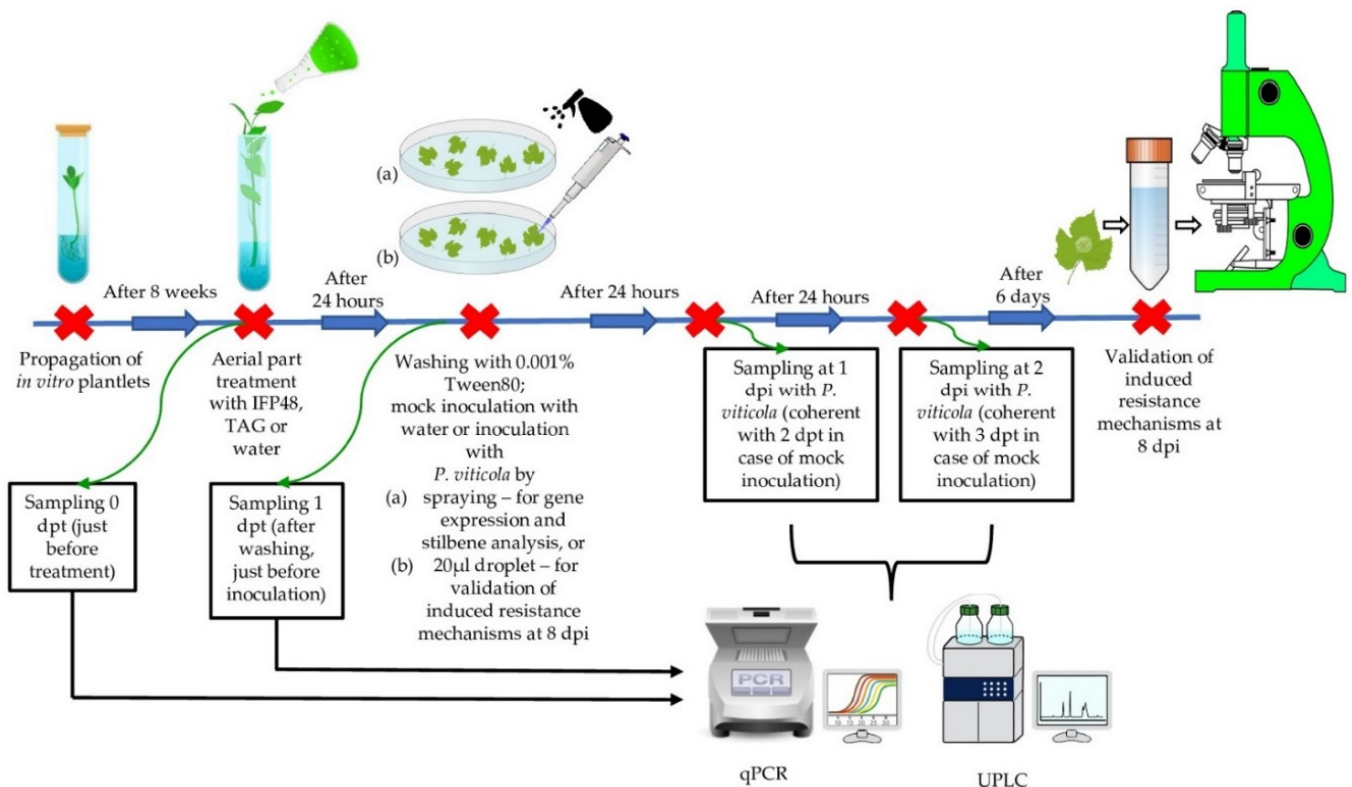 (a)
(b)
After 8 weeks
After
24 hours
After 24 hours
After 24 hours
After
6 days
Propagation of
in vitro plantlets
Aerial part
treatment
with IFP48,
TAG or
water
Washing with 0.001%
Tween80;
mock inoculation with
water or inoculation
with
P. viticola by
(a) spraying – for gene
expression and
stilbene analysis, or
(b) 20µl droplet – for
validation of
induced resistance
mechanisms at 8 dpi
Sampling at 1
dpi with P.
viticola (coherent
with 2 dpt in
case of mock
inoculation)
Sampling at 2
dpi with P.
viticola (coherent
with 3 dpt in
case of mock
inoculation)
Validation of
induced
resistance
mechanisms at
8 dpi
Sampling 0
dpt (just
before
treatment)
Sampling 1
dpt (after
washing,
just before
inoculation)
PCR
10 15 20 25 30
qPCR
UPLC